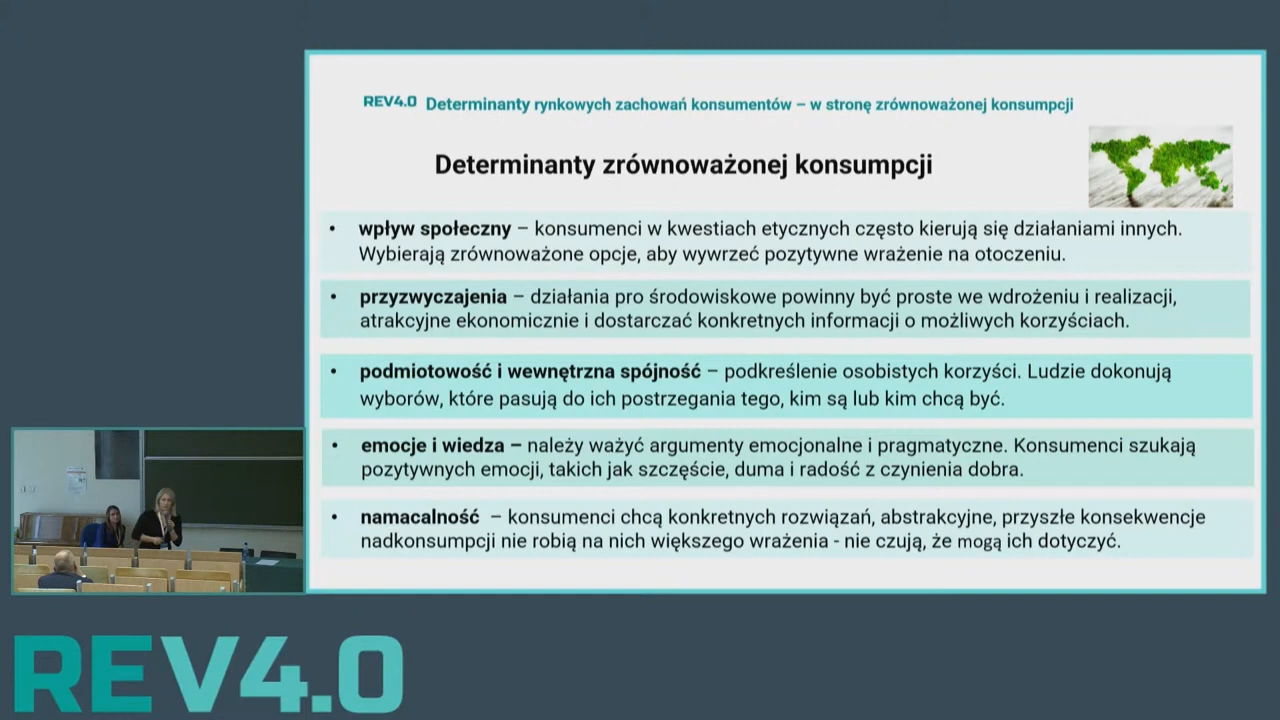 REV4.0 Determinanty rynkowych zachowań konsumentów – w stronę zrównoważonej konsumpcji
Determinanty zrównoważonej konsumpcji
• wpływ społeczny – konsumenci w kwestiach etycznych często kierują się działaniami innych.
Wybierają zrównoważone opcje, aby wywrzeć pozytywne wrażenie na otoczeniu.
• przyzwyczajenia – działania pro środowiskowe powinny być proste we wdrożeniu i realizacji,
atrakcyjne ekonomicznie i dostarczać konkretnych informacji o możliwych korzyściach.
• podmiotowość i wewnętrzna spójność – podkreślenie osobistych korzyści. Ludzie dokonują
wyborów, które pasują do ich postrzegania tego, kim są lub kim chcą być.
• emocje i wiedza – należy ważyć argumenty emocjonalne i pragmatyczne. Konsumenci szukają
pozytywnych emocji, takich jak szczęście, duma i radość z czynienia dobra.
• namacalność – konsumenci chcą konkretnych rozwiązań, abstrakcyjne, przyszłe konsekwencje
nadkonsumpcji nie robią na nich większego wrażenia - nie czują, że mogą ich dotyczyć.
REV4.0